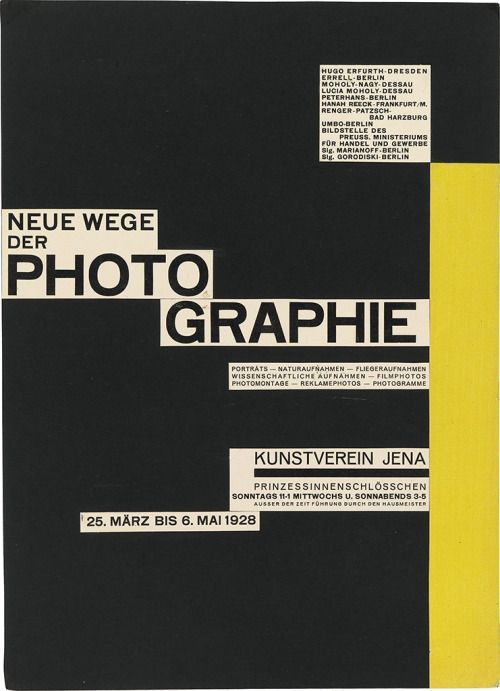 HUGO ERFURTH-DRESDEN
ERRELL-BERLIN
MOHOLY-NAGY-DESSAU
LUCIA MOHOLY-DESSAU
PETERHANS-BERLIN
HANAH REECK-FRANKFURT/M.
RENGER-PATZSCH-
BAD HARZBURG
UMBO-BERLIN
BILDSTELLE DES
PREUSS. MINISTERIUMS
FÜR HANDEL UND GEWERBE
Slg. MARIANOFF-BERLIN
Slg. GORODISKI-BERLIN
NEUE WEGE
DER
PHOTO
GRAPHIE
PORTRÄTS — NATURAUFNAHMEN — FLIEGERAUFNAHMEN
WISSENSCHAFTLICHE AUFNAHMEN — FILMPHOTOS
PHOTOMONTAGE — REKLAMEPHOTOS — PHOTOGRAMME
KUNSTVEREIN JENA
PRINZESSINNENSCHLÖSSCHEN
SONNTAGS 11-1 MITTWOCHS U. SONNABENDS 3-5
AUSSER DER ZEIT FÜHRUNG DURCH DEN HAUSMEISTER
25. MÄRZ BIS 6. MAI 1928